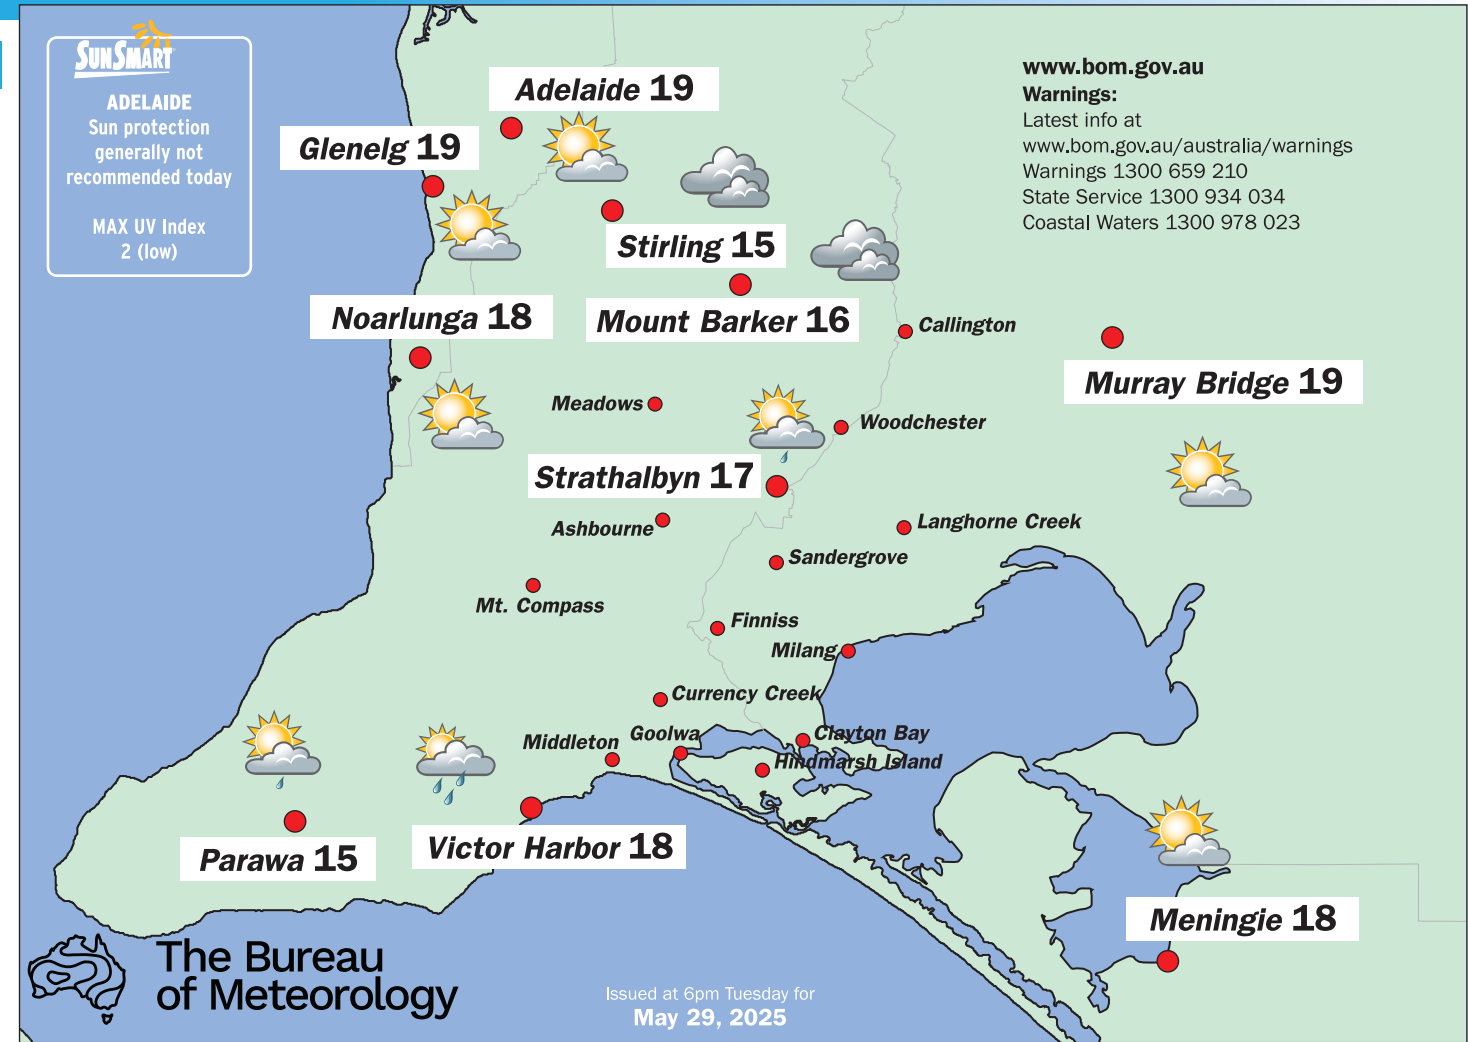 SUNSMART
ADELAIDE
Sun protection
generally not
recommended today
MAX UV Index
2 (low)
www.bom.gov.au
Warnings:
Latest info at
www.bom.gov.au/australia/warnings
Warnings 1300 659 210
State Service 1300 934 034
Coastal Waters 1300 978 023
Adelaide 19
Glenelg 19
Stirling 15
Noarlunga 18
Mount Barker 16
Callington
Murray Bridge 19
Meadows
Woodchester
Strathalbyn 17
Ashbourne
Langhorne Creek
Sandergrove
Mt. Compass
Finniss
Milang
Currency Creek
Middleton
Goolwa
Clayton Bay
Hindmarsh Island
Parawa 15
Victor Harbor 18
Meningie 18
The Bureau
of Meteorology
Issued at 6pm Tuesday for
May 29, 2025